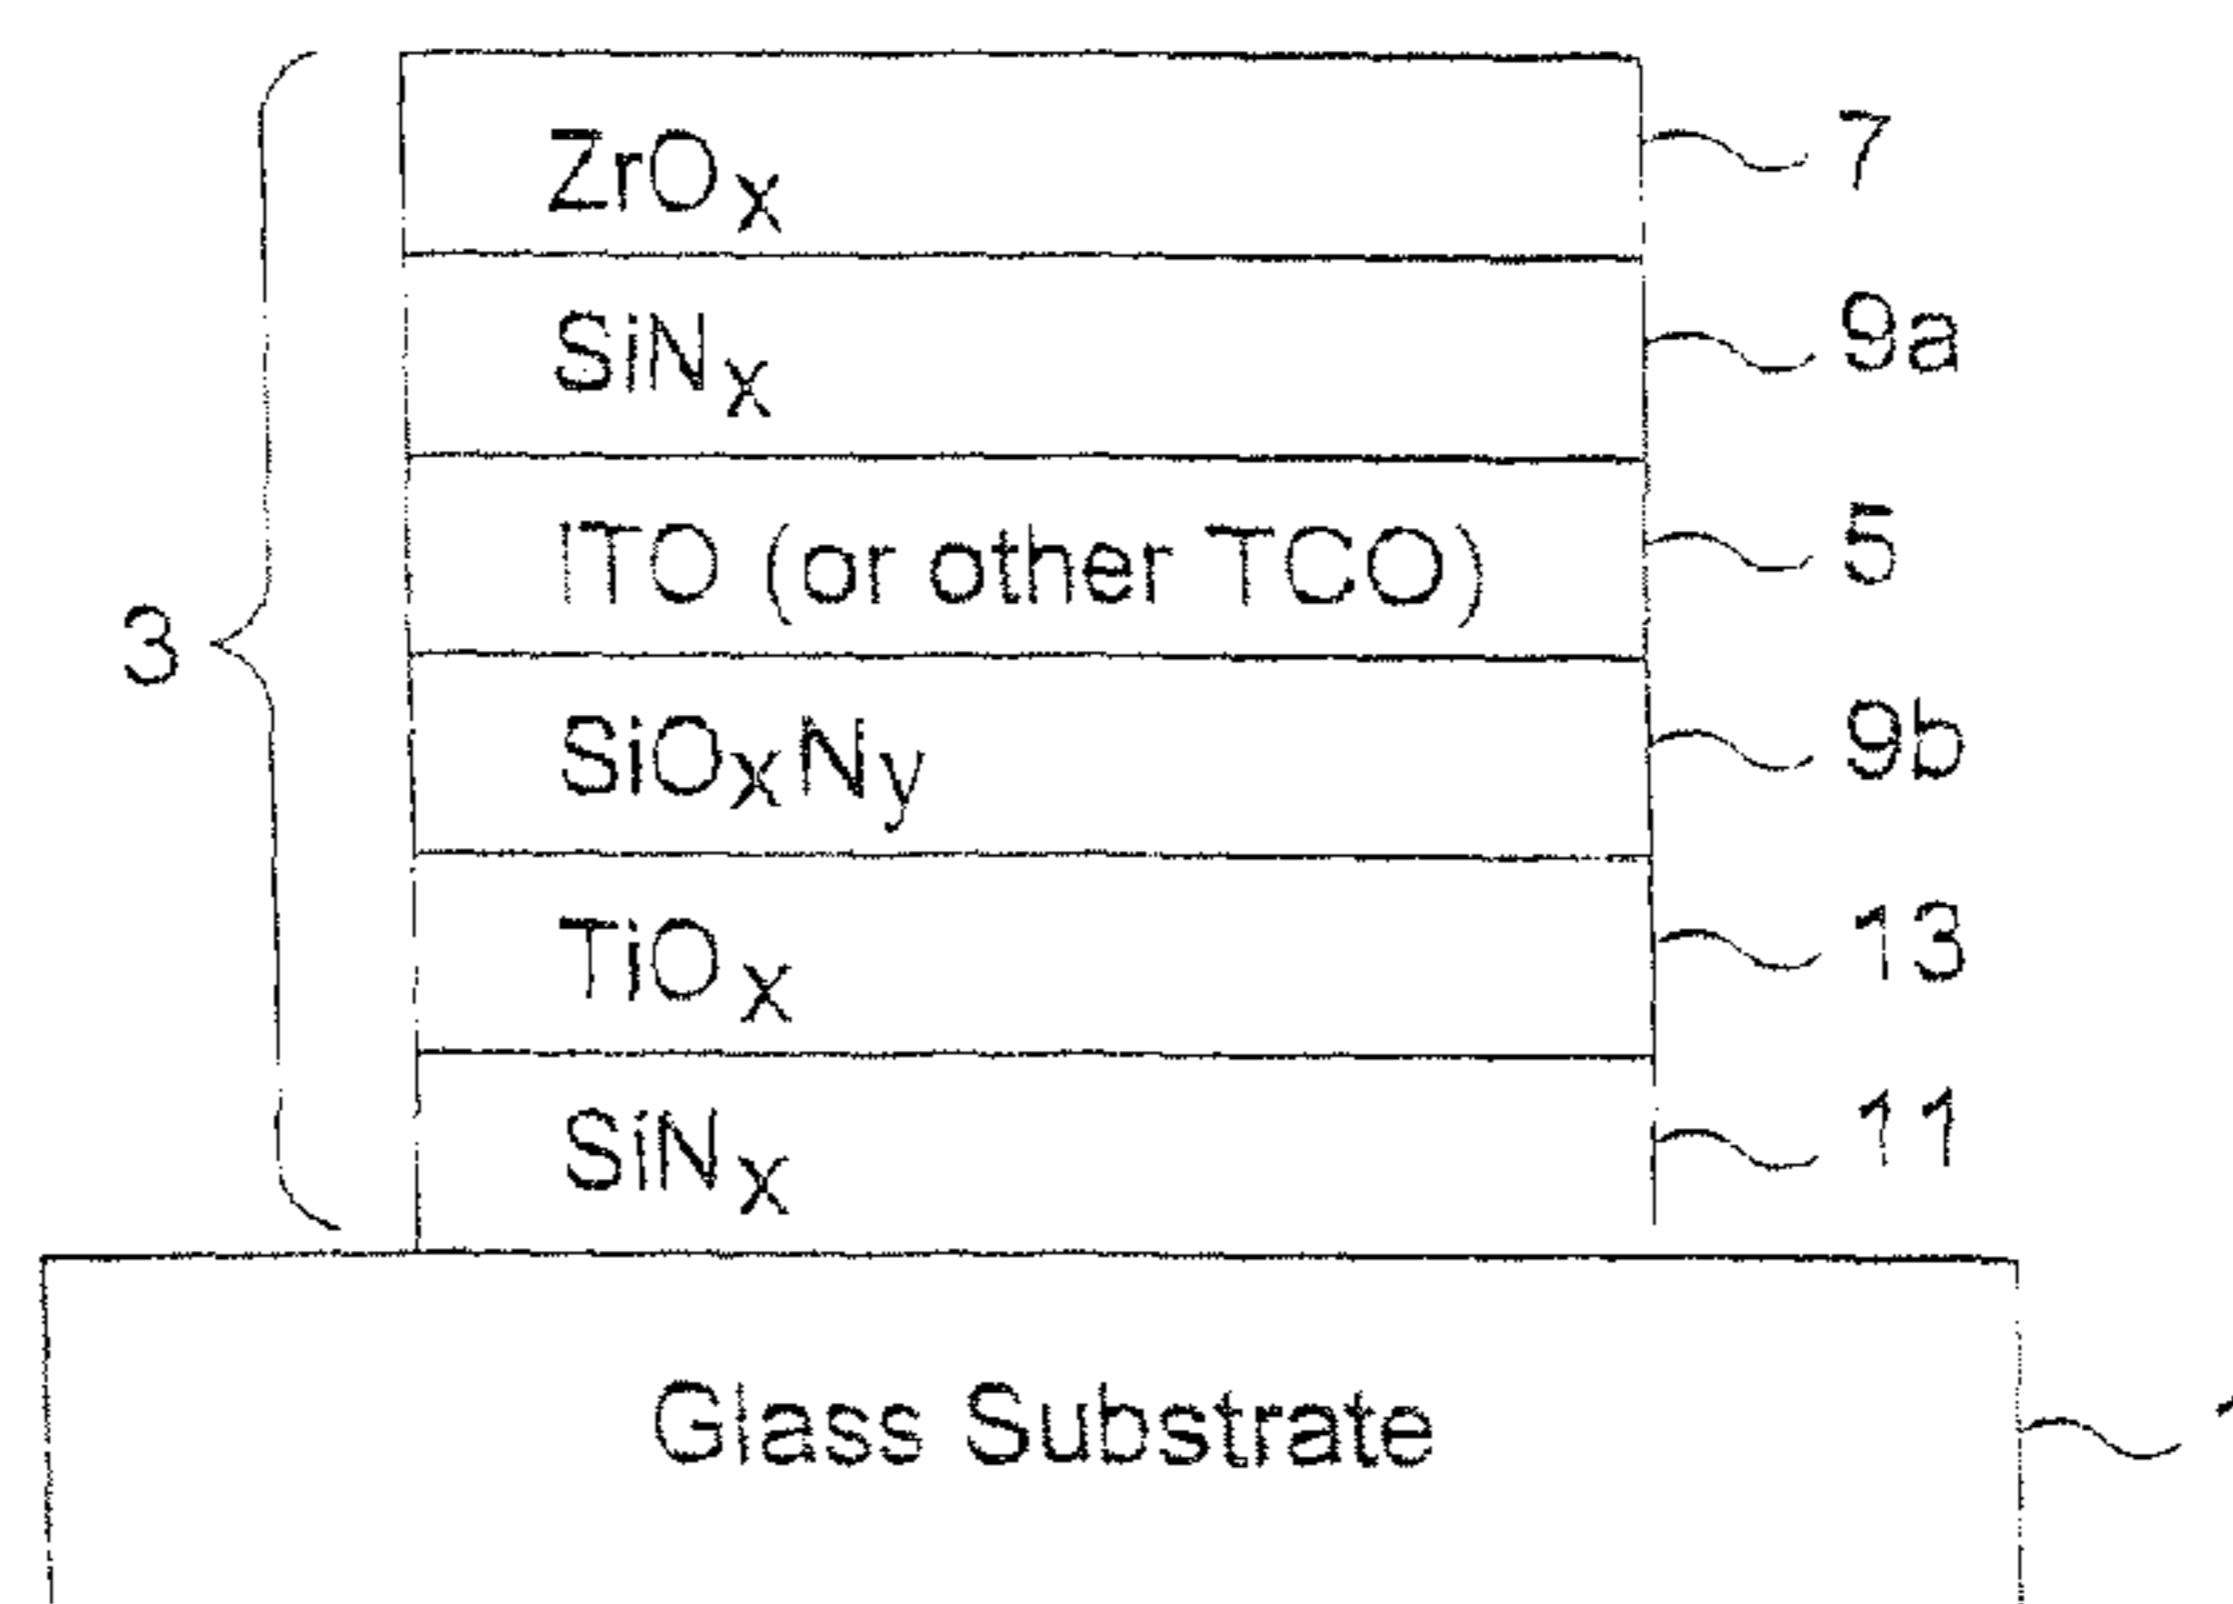 ZrOx 7
SiNx 9a
ITO (or other TCO) 5
3
SiOxNy 9b
TiOx 13
SiNx 11
Glass Substrate